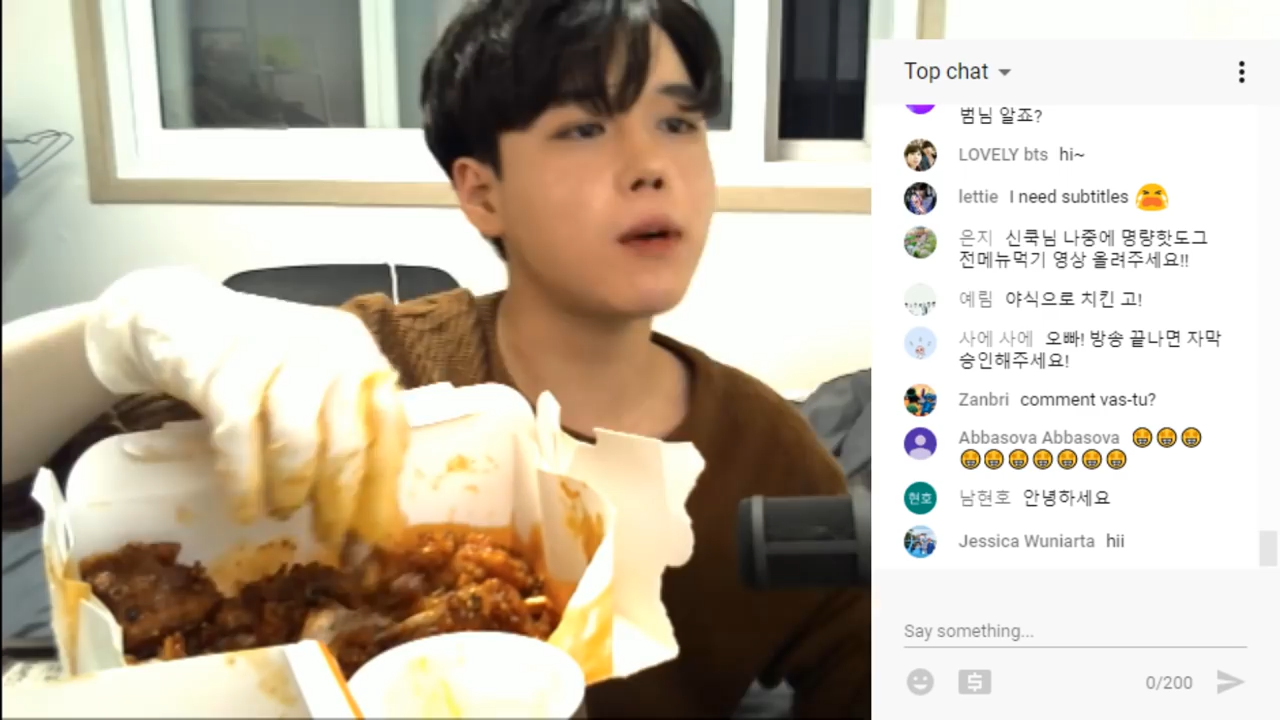 Top chat
범님 알죠?
LOVELY bts hi~
lettie I need subtitles
은지 신쿡님 나중에 명량핫도그
전메뉴먹기 영상 올려주세요!!
예림 야식으로 치킨 고!
사에 사에 오빠! 방송 끝나면 자막
승인해주세요!
Zanbri comment vas-tu?
Abbasova Abbasova
현호 남현호 안녕하세요
Jessica Wuniarta hii
Say something...
0/200